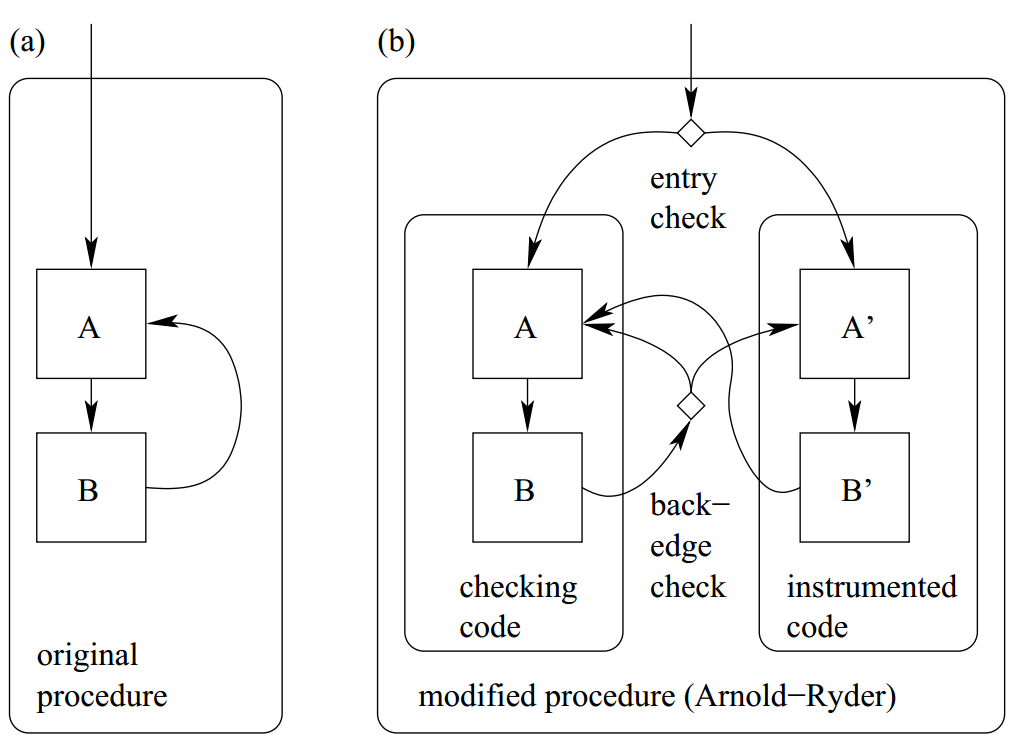 (a)
A
B
original
procedure
(b)
entry
check
A
B
checking
code
back−
edge
check
A’
B’
instrumented
code
modified procedure (Arnold−Ryder)